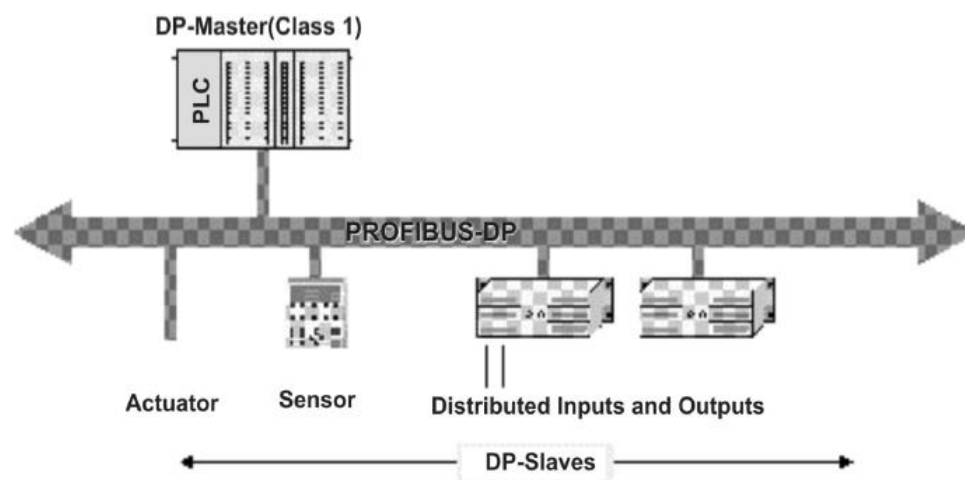 DP-Master(Class 1)
PLC
PROFIBUS-DP
Actuator
Sensor
Distributed Inputs and Outputs
DP-Slaves